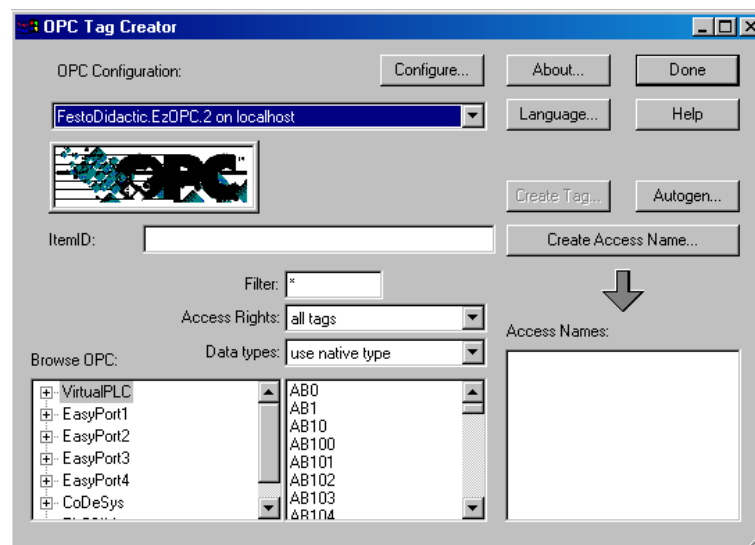 OPC Tag Creator
OPC Configuration:
Configure...
About...
Done
FestoDidactic.EzOPC.2 on localhost
Language...
Help
OPC
Create Tag...
Autogen...
ItemID:
Create Access Name...
Filter: *
Access Rights: all tags
Access Names:
Browse OPC:
Data types: use native type
VirtualPLC
EasyPort1
EasyPort2
EasyPort3
EasyPort4
CoDeSys
AB0
AB1
AB10
AB100
AB101
AB102
AB103
AB104